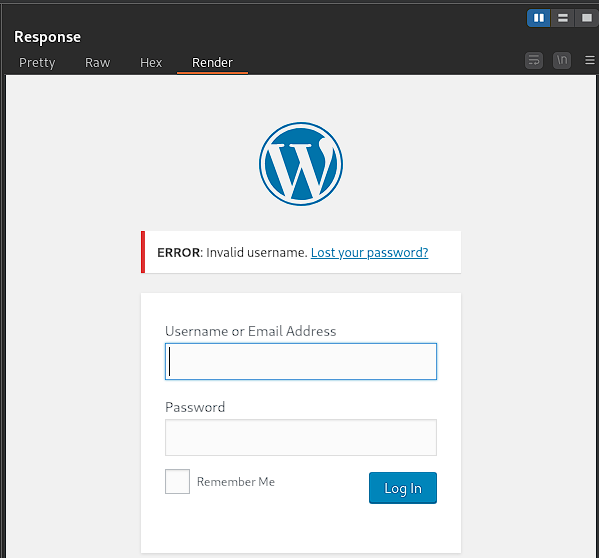 Response
Pretty Raw Hex Render \n
W
ERROR: Invalid username. Lost your password?
Username or Email Address
Password
Remember Me Log In